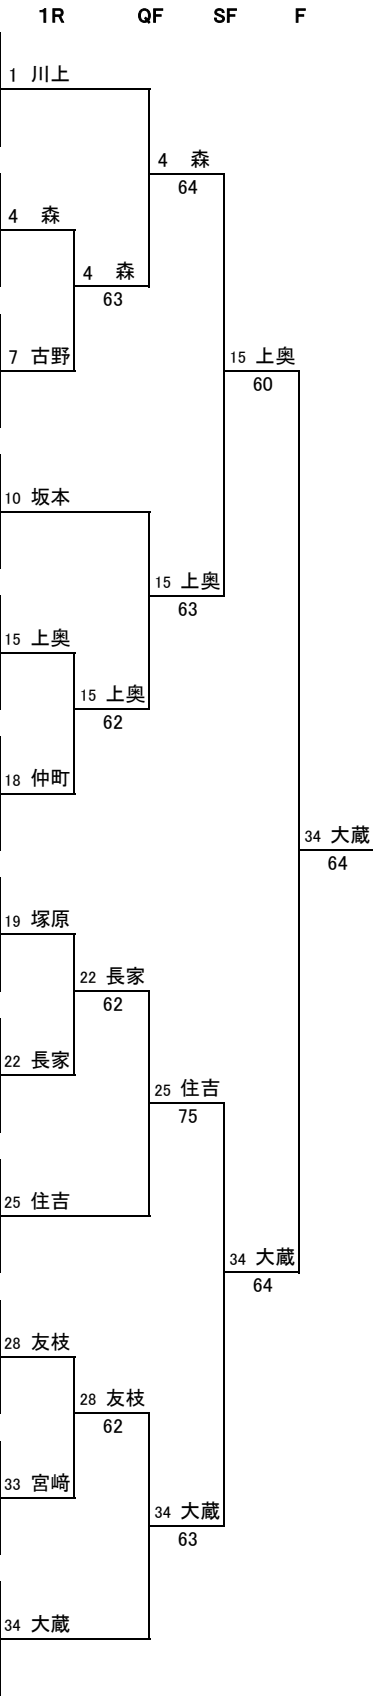 1R QF SF F
1 川上
4 森
64
4 森
4 森
63
7 古野
15 上奥
60
10 坂本
15 上奥
63
15 上奥
15 上奥
62
18 仲町
34 大蔵
64
19 塚原
22 長家
62
22 長家
25 住吉
75
25 住吉
34 大蔵
64
28 友枝
28 友枝
62
33 宮﨑
34 大蔵
63
34 大蔵